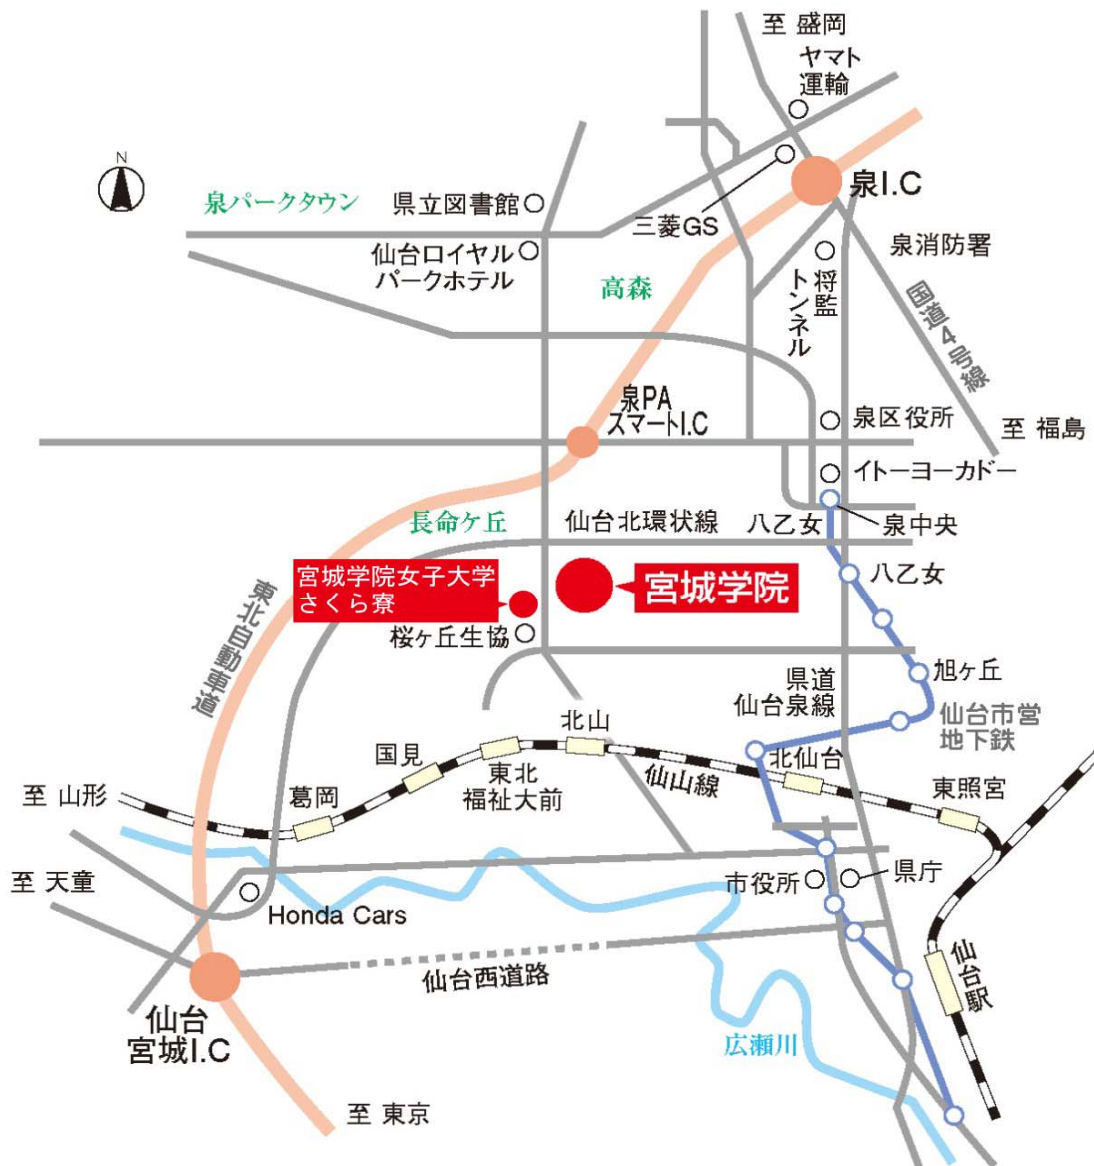 至 盛岡
ヤマト
運輸
N
泉I.C
泉パークタウン
県立図書館
三菱GS
仙台ロイヤル
パークホテル
泉消防署
高森
将監
トンネル
国道4号線
泉PA
スマートI.C
泉区役所
至 福島
イトーヨーカドー
長命ケ丘
仙台北環状線
八乙女
泉中央
宮城学院女子大学
さくら寮
宮城学院
八乙女
東北自動車道
桜ヶ丘生協
旭ヶ丘
県道
仙台泉線
仙台市営
地下鉄
北山
国見
東北
福祉大前
仙山線
北仙台
東照宮
至 山形
葛岡
至 天童
Honda Cars
市役所
県庁
仙台西道路
仙台駅
仙台
宮城I.C
広瀬川
至 東京